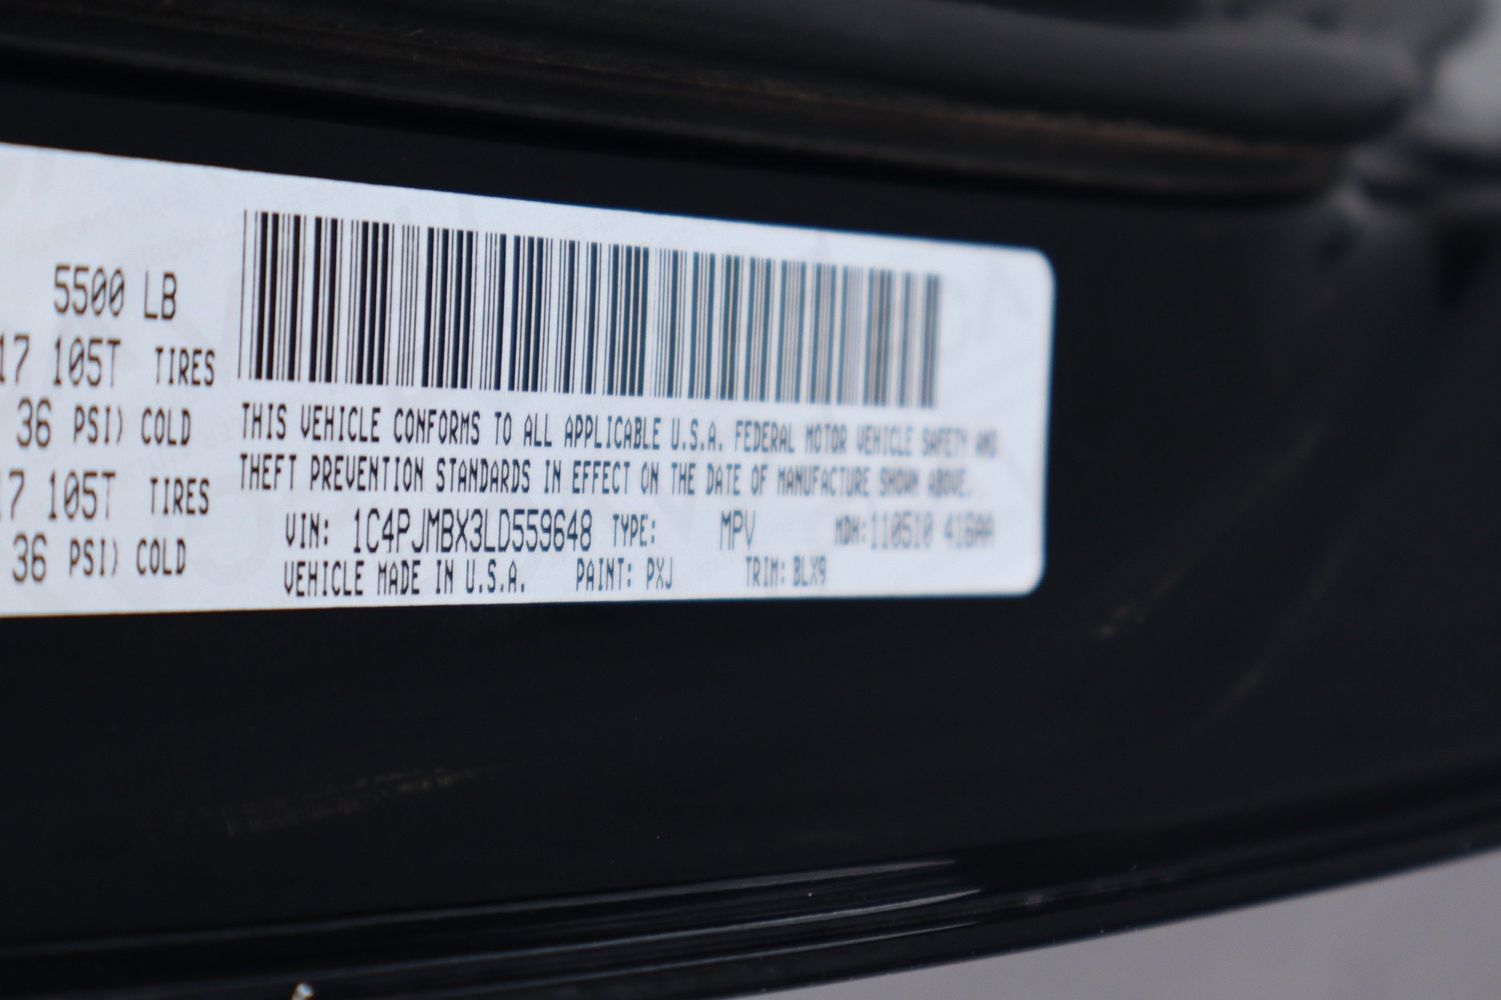 5500 LB
17 105T TIRES
36 PSI) COLD
7 105T TIRES
36 PSI) COLD
THIS VEHICLE CONFORMS TO ALL APPLICABLE U.S.A. FEDERAL MOTOR VEHICLE SAFETY AND
THEFT PREVENTION STANDARDS IN EFFECT ON THE DATE OF MANUFACTURE SHOWN ABOVE.
VIN: 1C4PJMBX3LD559648 TYPE: MPV MDH:110510 416AA
VEHICLE MADE IN U.S.A. PAINT: PXJ TRIM: BLX9